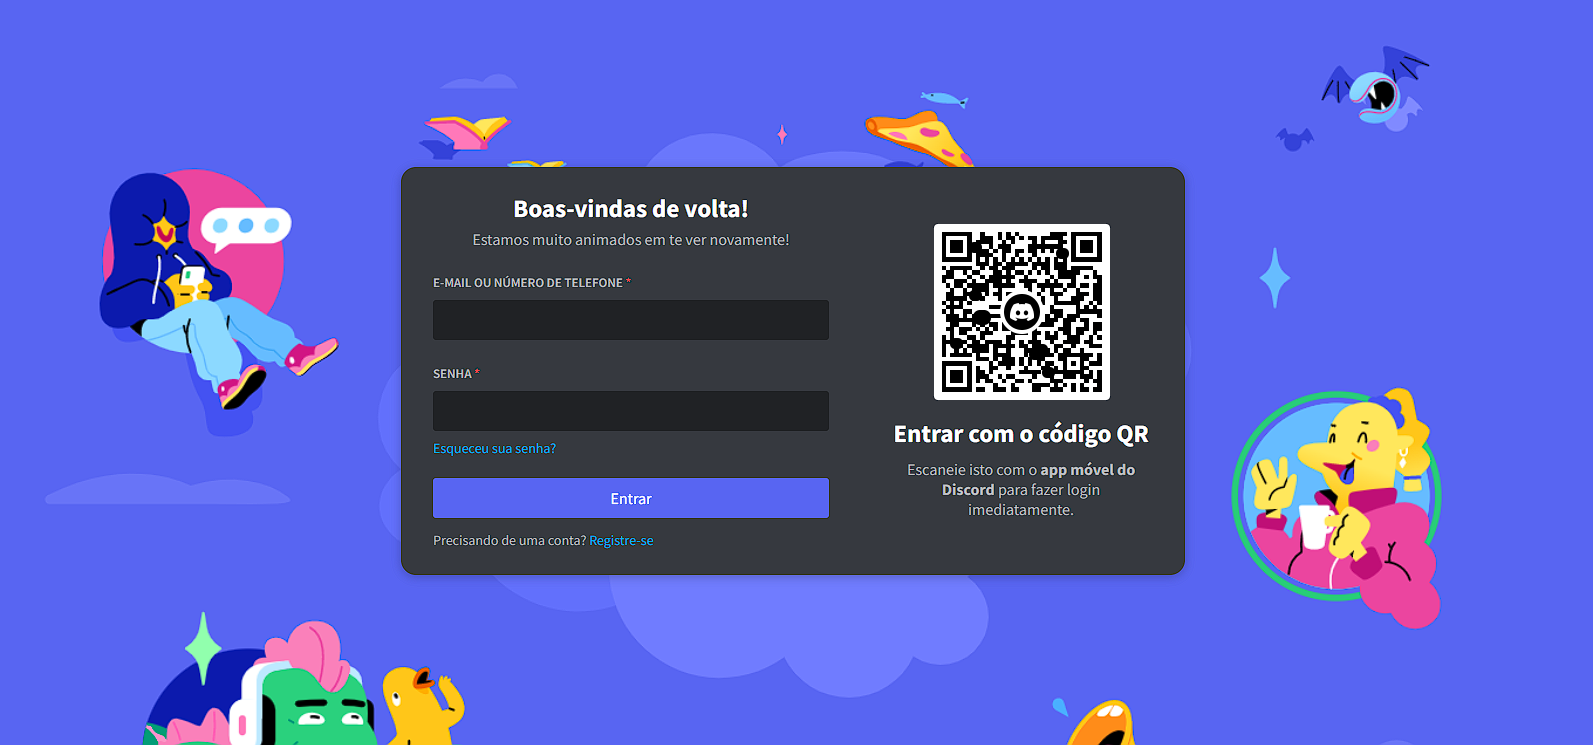 Boas-vindas de volta!
Estamos muito animados em te ver novamente!
E-MAIL OU NÚMERO DE TELEFONE *
SENHA *
Esqueceu sua senha?
Entrar
Precisando de uma conta? Registre-se
Entrar com o código QR
Escaneie isto com o app móvel do
Discord para fazer login
imediatamente.